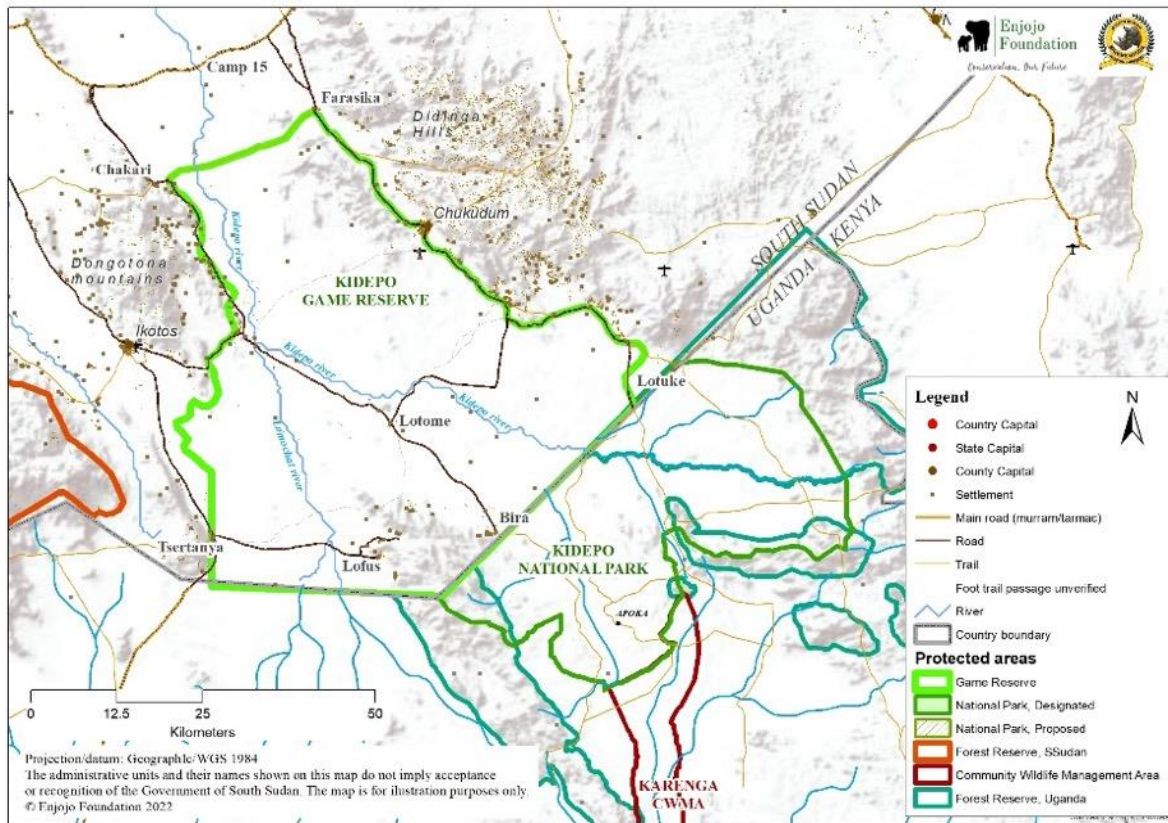 Enjojo
Foundation
Conservation, Our Future
Camp 15
Farasika
Didinga
Hills
Chakari
Kidepo
river
Chukudum
SOUTH SUDAN
KENYA
UGANDA
Dongotona
mountains
KIDEPO
GAME RESERVE
Ikotos
Kidepo river
Lotuke
Lotome
Kidepo river
Lomochat river
Bira
Tsertanya
Lofus
KIDEPO
NATIONAL PARK
APOKA
KARENGA
CWMA
Legend
N
Country Capital
State Capital
County Capital
Settlement
Main road (murram/tarmac)
Road
Trail
Foot trail passage unverified
River
Country boundary
Protected areas
Game Reserve
National Park, Designated
National Park, Proposed
Forest Reserve, SSudan
Community Wildlife Management Area
Forest Reserve, Uganda
0 12.5 25 50
Kilometers
Projection/datum: Geographic/WGS 1984
The administrative units and their names shown on this map do not imply acceptance
or recognition of the Government of South Sudan. The map is for illustration purposes only.
© Enjojo Foundation 2022